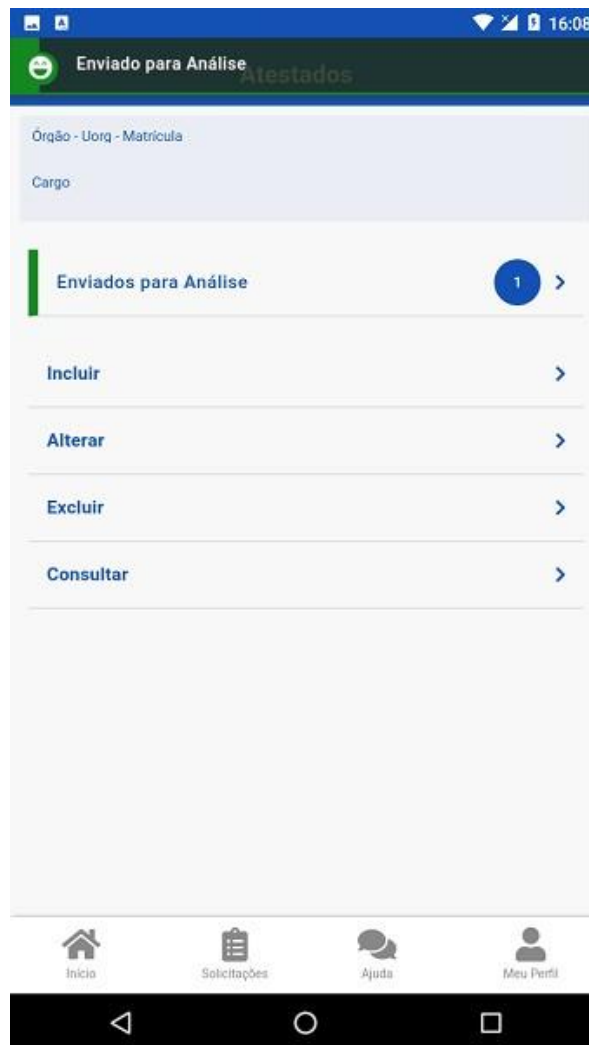 16:08
Enviado para Análise
Atestados
Órgão - Uorg - Matrícula
Cargo
Enviados para Análise 1
Incluir
Alterar
Excluir
Consultar
Início Solicitações Ajuda Meu Perfil